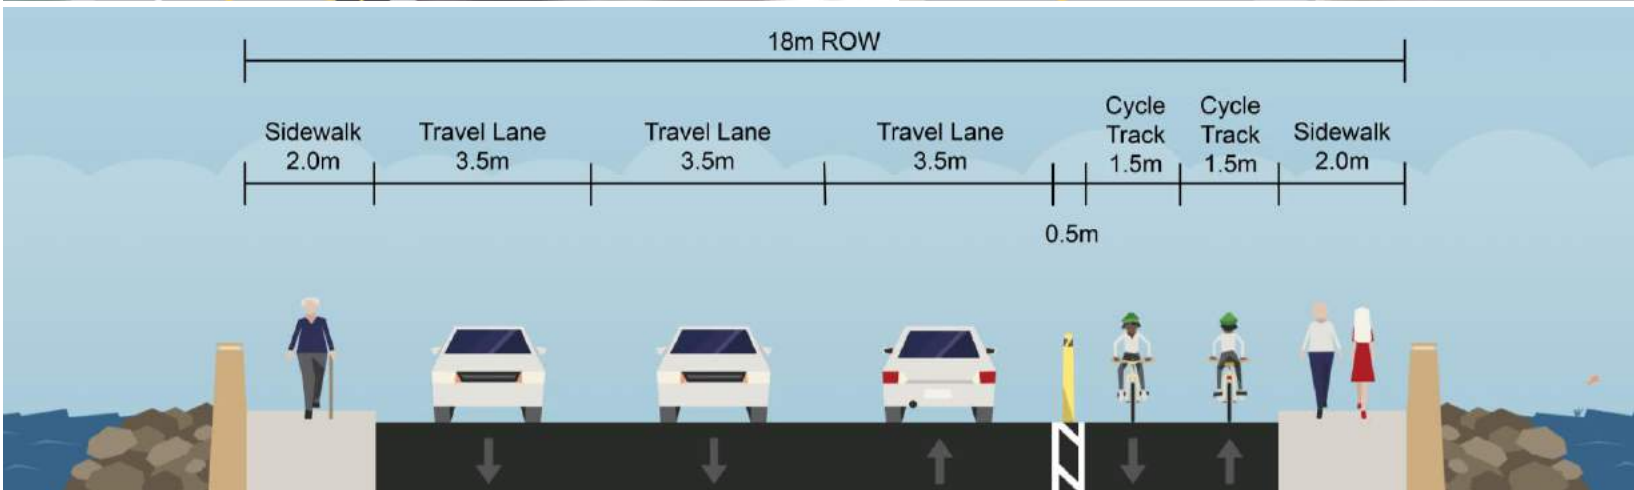 18m ROW
Sidewalk
2.0m
Travel Lane
3.5m
Travel Lane
3.5m
Travel Lane
3.5m
0.5m
Cycle
Track
1.5m
Cycle
Track
1.5m
Sidewalk
2.0m